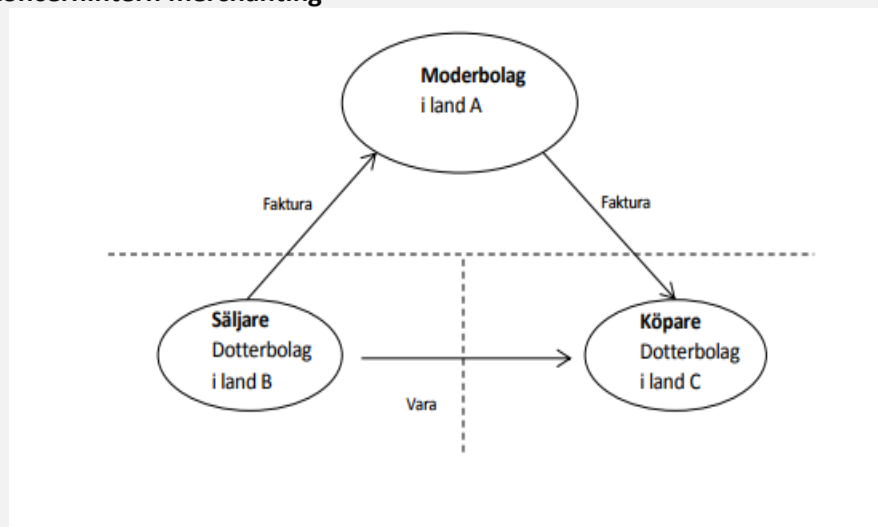 Moderbolag
i land A
Faktura
Faktura
Säljare
Dotterbolag
i land B
Köpare
Dotterbolag
i land C
Vara